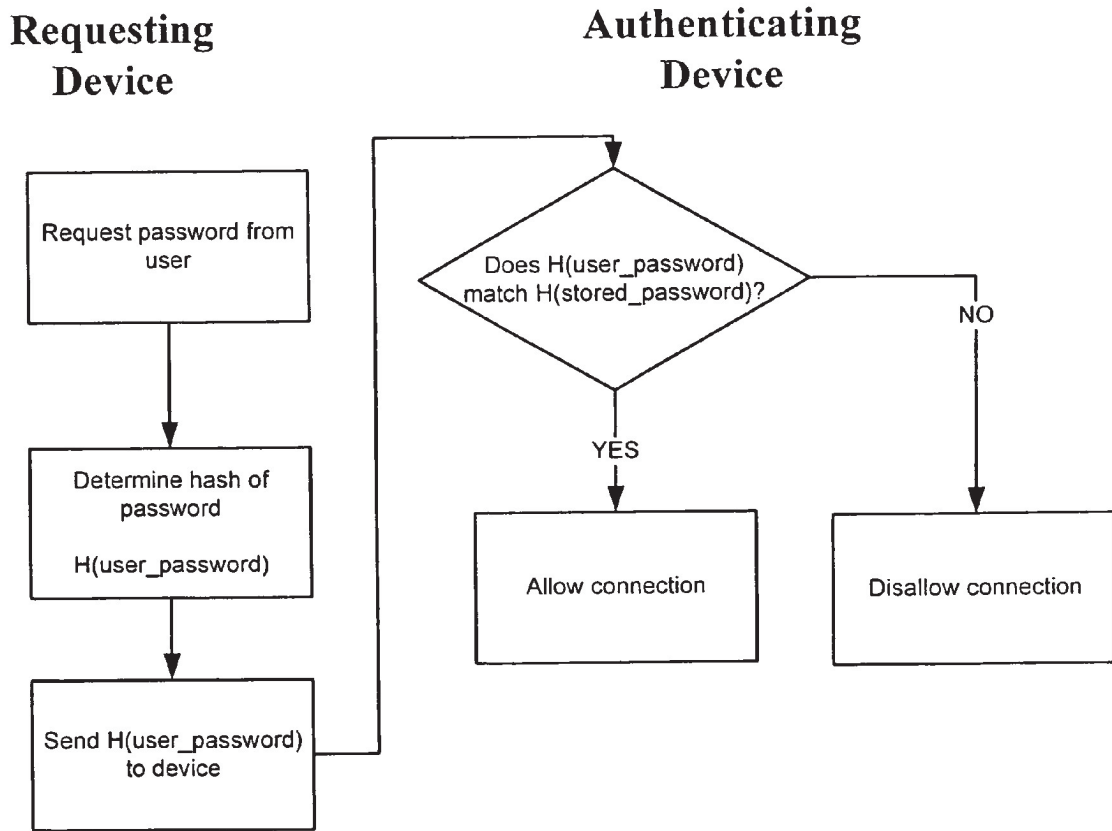 Requesting
Device
Authenticating
Device
Request password from
user
Determine hash of
password
H(user_password)
Send H(user_password)
to device
Does H(user_password)
match H(stored_password)?
YES
NO
Allow connection
Disallow connection